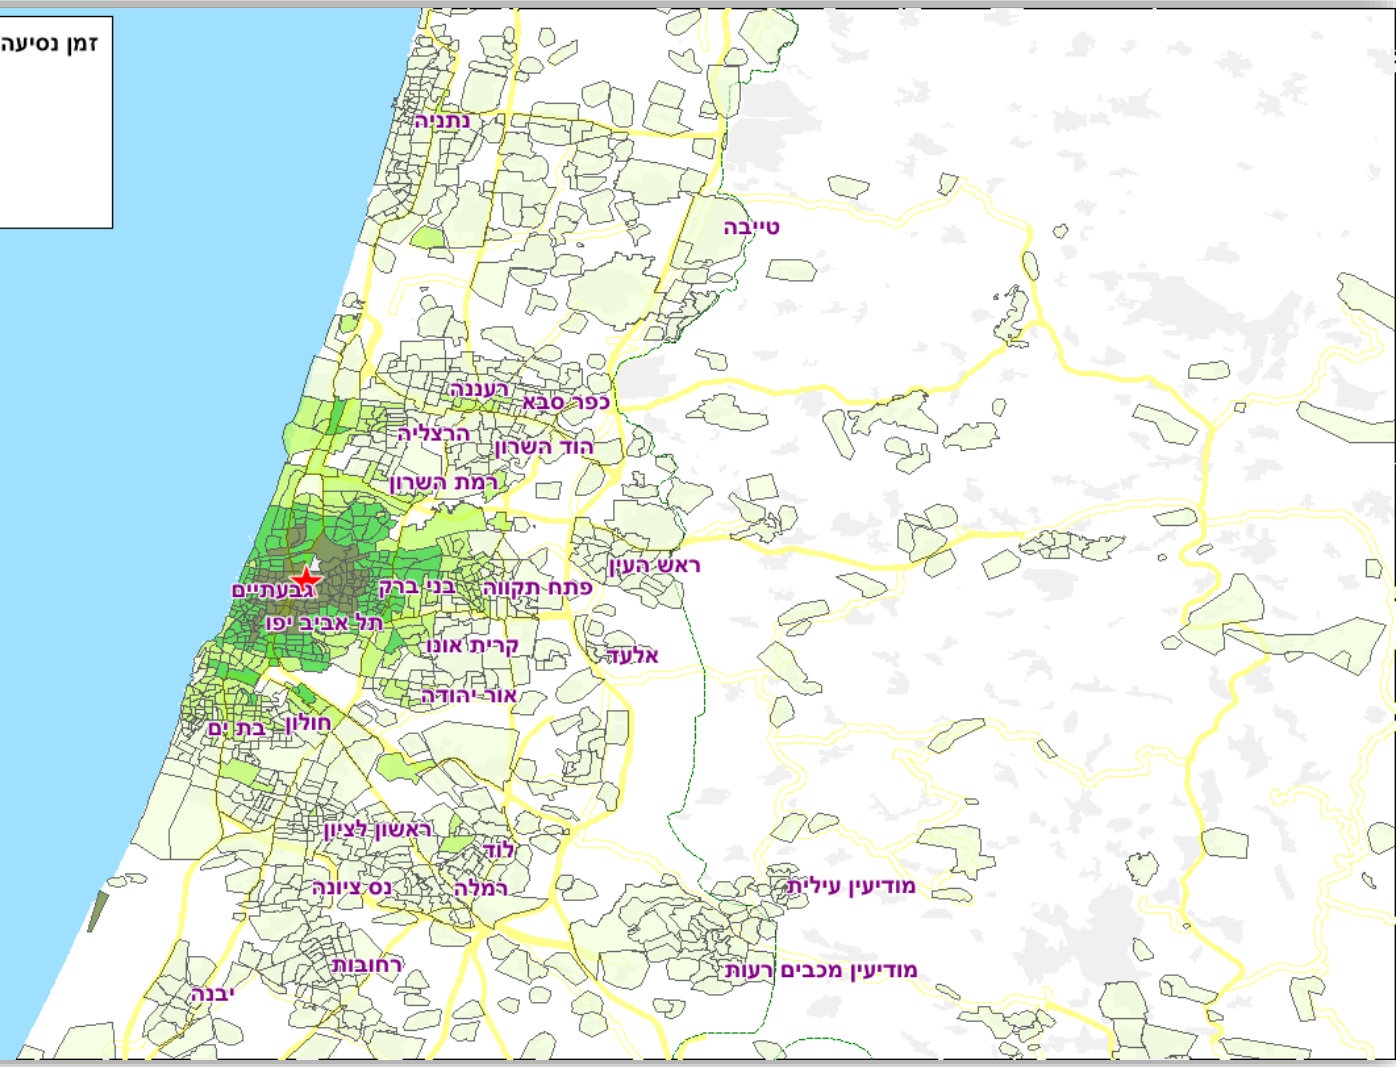 זמן נסיעה
נתניה
טייבה
רעננה
כפר סבא
הרצליה
הוד השרון
רמת השרון
ראש העין
גבעתיים
בני ברק
פתח תקווה
תל אביב יפו
קרית אונו
אלעד
אור יהודה
חולון
בת ים
ראשון לציון
לוד
נס ציונה
רמלה
מודיעין עילית
רחובות
מודיעין מכבים רעות
יבנה